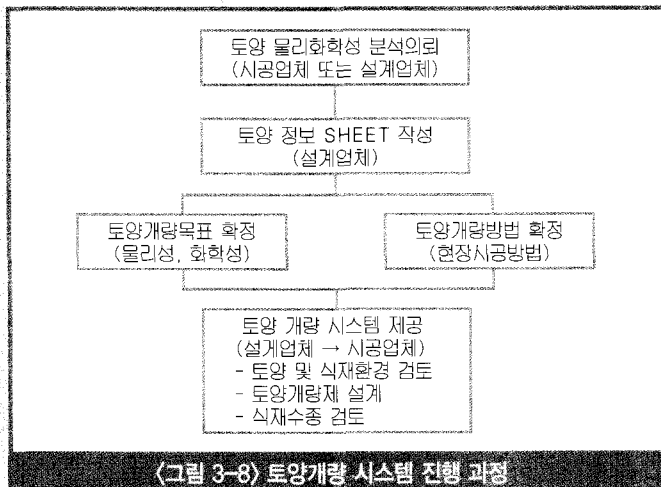 토양 물리화학성 분석의뢰
(시공업체 또는 설계업체)
토양 정보 SHEET 작성
(설계업체)
토양개량목표 확정
(물리성, 화학성)
토양개량방법 확정
(현장시공방법)
토양 개량 시스템 제공
(설계업체 → 시공업체)
- 토양 및 식재환경 검토
- 토양개량제 설계
- 식재수종 검토
〈그림 3-8〉 토양개량 시스템 진행 과정